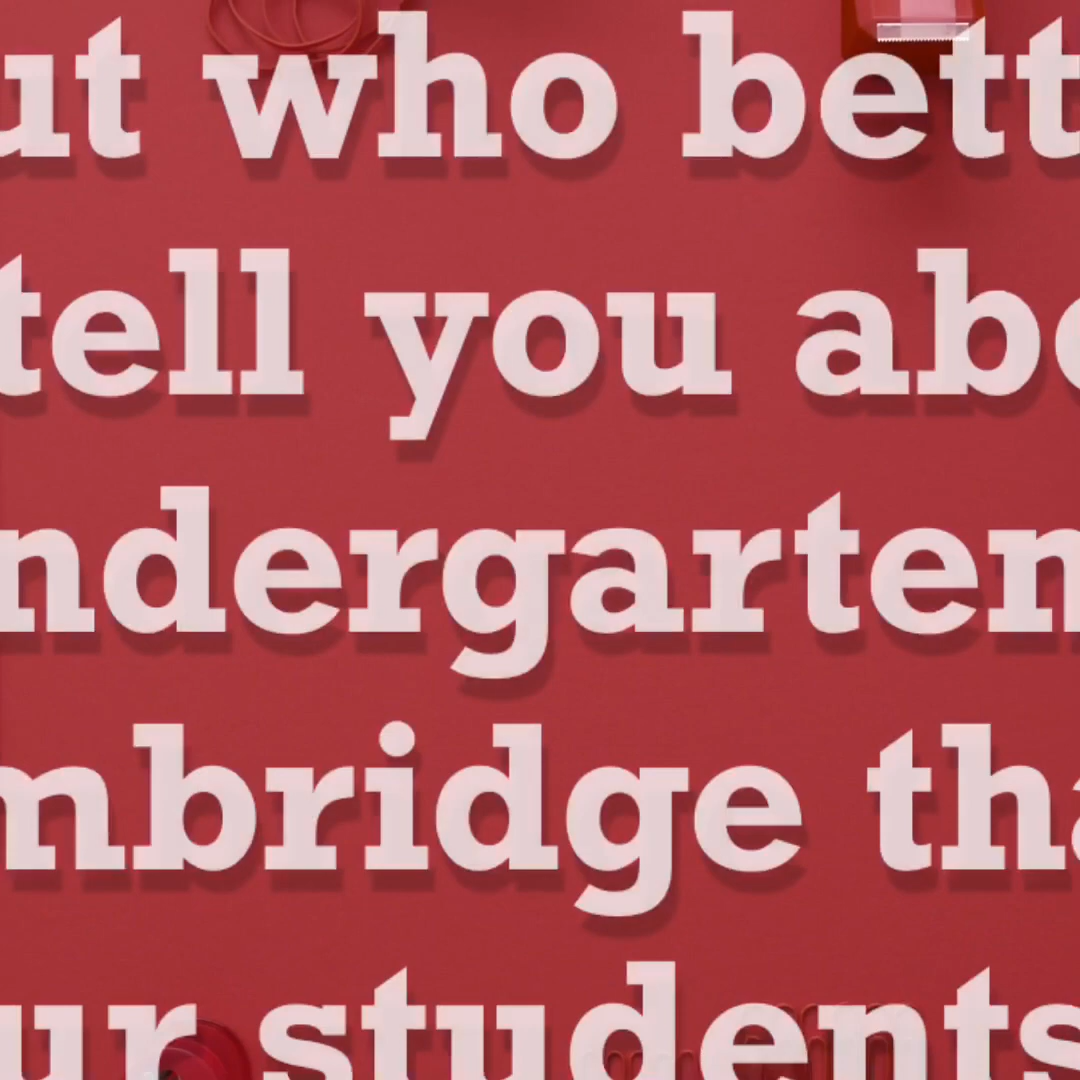 ut who bett
tell you abo
ndergarten
mbridge tha
ur students